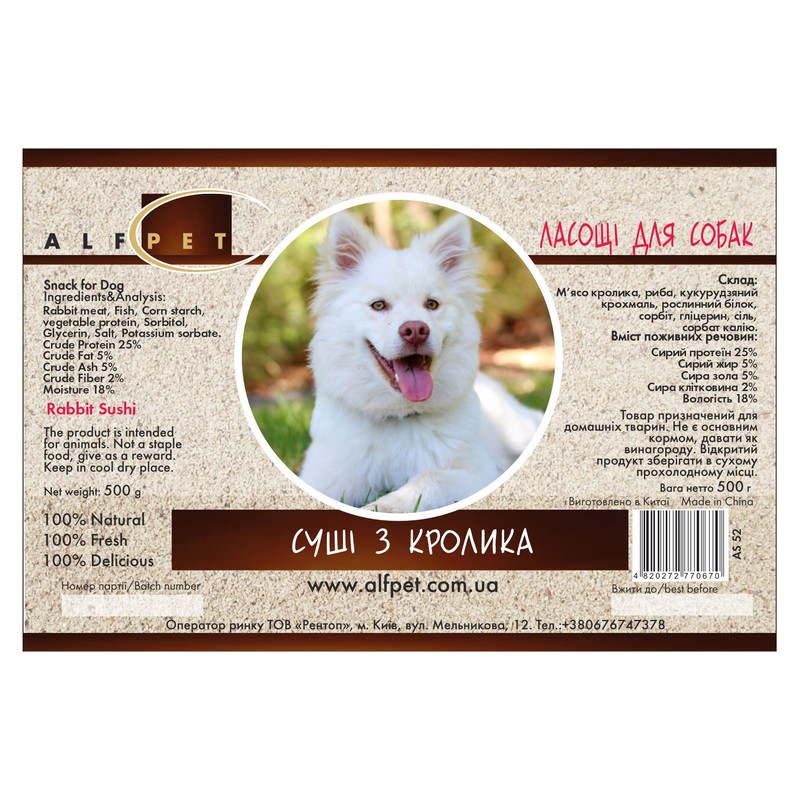 ALFPET
ЛАСОЩІ ДЛЯ СОБАК
Snack for Dog
Ingredients&Analysis:
Rabbit meat, Fish, Corn starch,
vegetable protein, Sorbitol,
Glycerin, Salt, Potassium sorbate.
Crude Protein 25%
Crude Fat 5%
Crude Ash 5%
Crude Fiber 2%
Moisture 18%
Rabbit Sushi
The product is intended
for animals. Not a staple
food, give as a reward.
Keep in cool dry place.
Net weight: 500 g
100% Natural
100% Fresh
100% Delicious
Номер партії/Batch number
Склад:
М'ясо кролика, риба, кукурудзяний
крохмаль, рослинний білок,
сорбіт, гліцерин, сіль,
сорбат калію.
Вміст поживних речовин:
Сирий протеїн 25%
Сирий жир 5%
Сира зола 5%
Сира клітковина 2%
Вологість 18%
Товар призначений для
домашніх тварин. Не є основним
кормом, давати як
винагороду. Відкритий
продукт зберігати в сухому
прохолодному місці.
Вага нетто 500 г
Виготовлено в Китаї Made in China
СУШІ З КРОЛИКА
4 820272 770670
AS 52
www.alfpet.com.ua
Вжити до/best before
Оператор ринку ТОВ «Рентоп», м. Київ, вул. Мельникова, 12. Тел.:+380676747378